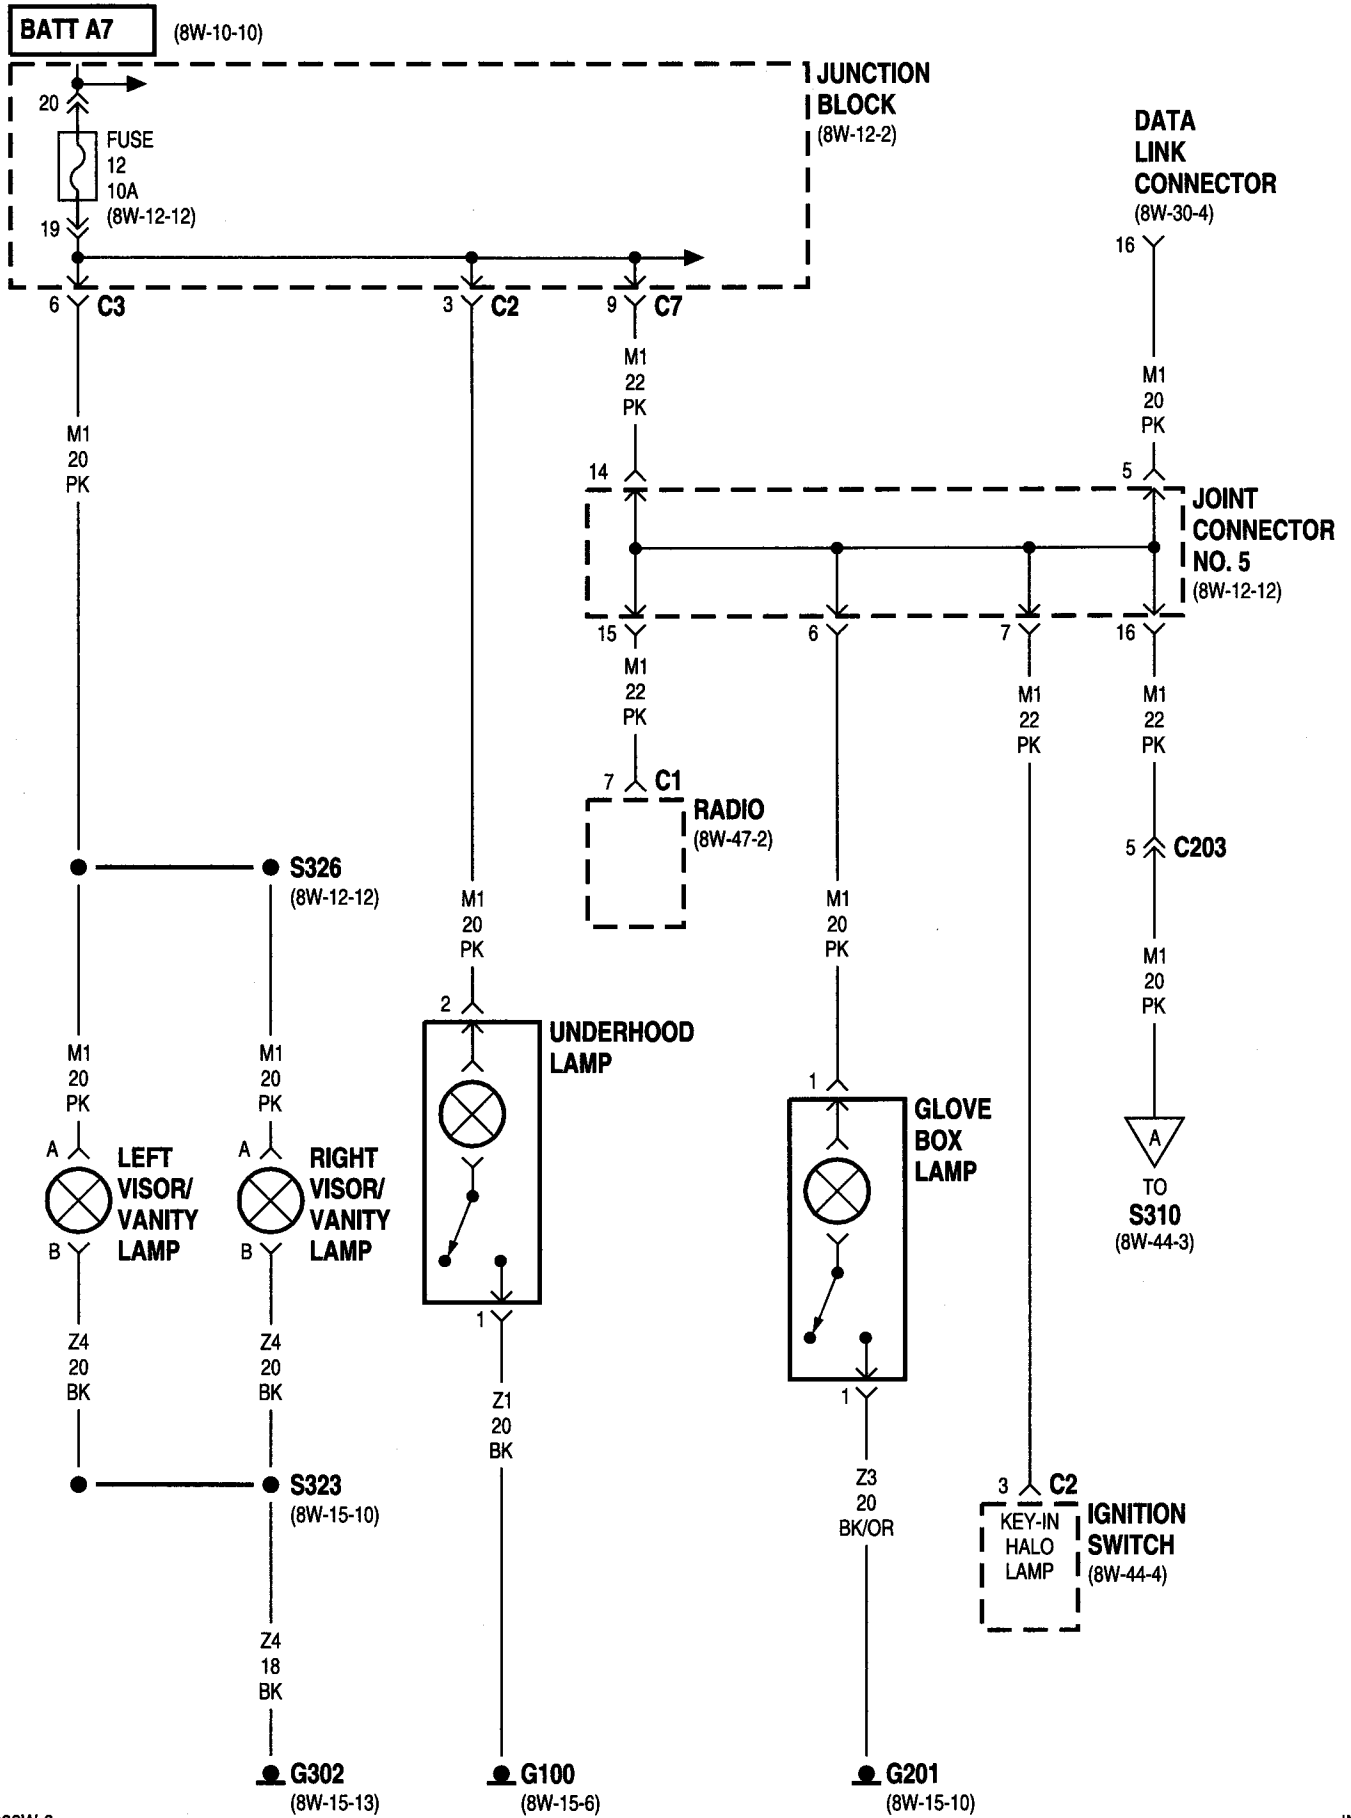 BATT A7
(8W-10-10)
JUNCTION
BLOCK
(8W-12-2)
20
FUSE
12
10A
(8W-12-12)
19
DATA
LINK
CONNECTOR
(8W-30-4)
16
6
C3
3
C2
9
C7
M1
22
PK
M1
20
PK
M1
20
PK
14
5
JOINT
CONNECTOR
NO. 5
(8W-12-12)
15
6
7
16
M1
22
PK
M1
22
PK
M1
22
PK
7
C1
RADIO
(8W-47-2)
5
C203
S326
(8W-12-12)
M1
20
PK
M1
20
PK
M1
20
PK
2
UNDERHOOD
LAMP
M1
20
PK
M1
20
PK
1
GLOVE
BOX
LAMP
A
LEFT
VISOR/
VANITY
LAMP
B
A
RIGHT
VISOR/
VANITY
LAMP
B
A
TO
S310
(8W-44-3)
1
Z4
20
BK
Z4
20
BK
Z1
20
BK
1
Z3
20
BK/OR
S323
(8W-15-10)
3
C2
KEY-IN
HALO
LAMP
IGNITION
SWITCH
(8W-44-4)
Z4
18
BK
G302
(8W-15-13)
G100
(8W-15-6)
G201
(8W-15-10)